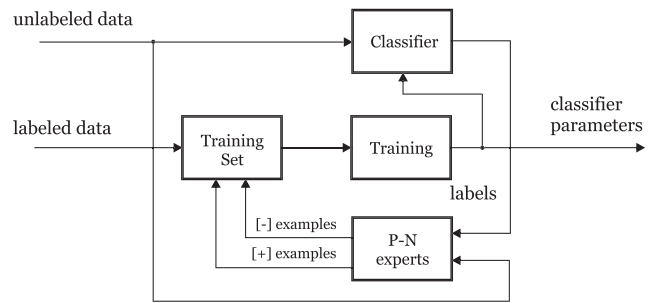 unlabeled data
Classifier
labeled data
Training
Set
Training
classifier
parameters
labels
[-] examples
[+] examples
P-N
experts